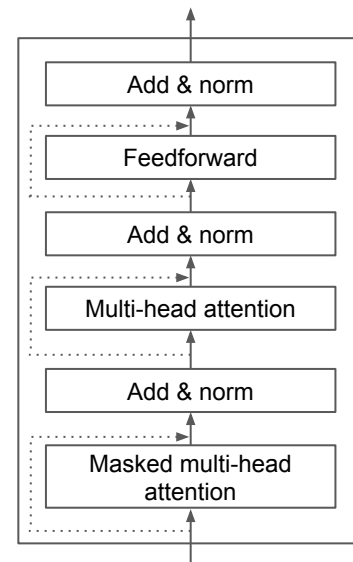 Add & norm
Feedforward
Add & norm
Multi-head attention
Add & norm
Masked multi-head
attention